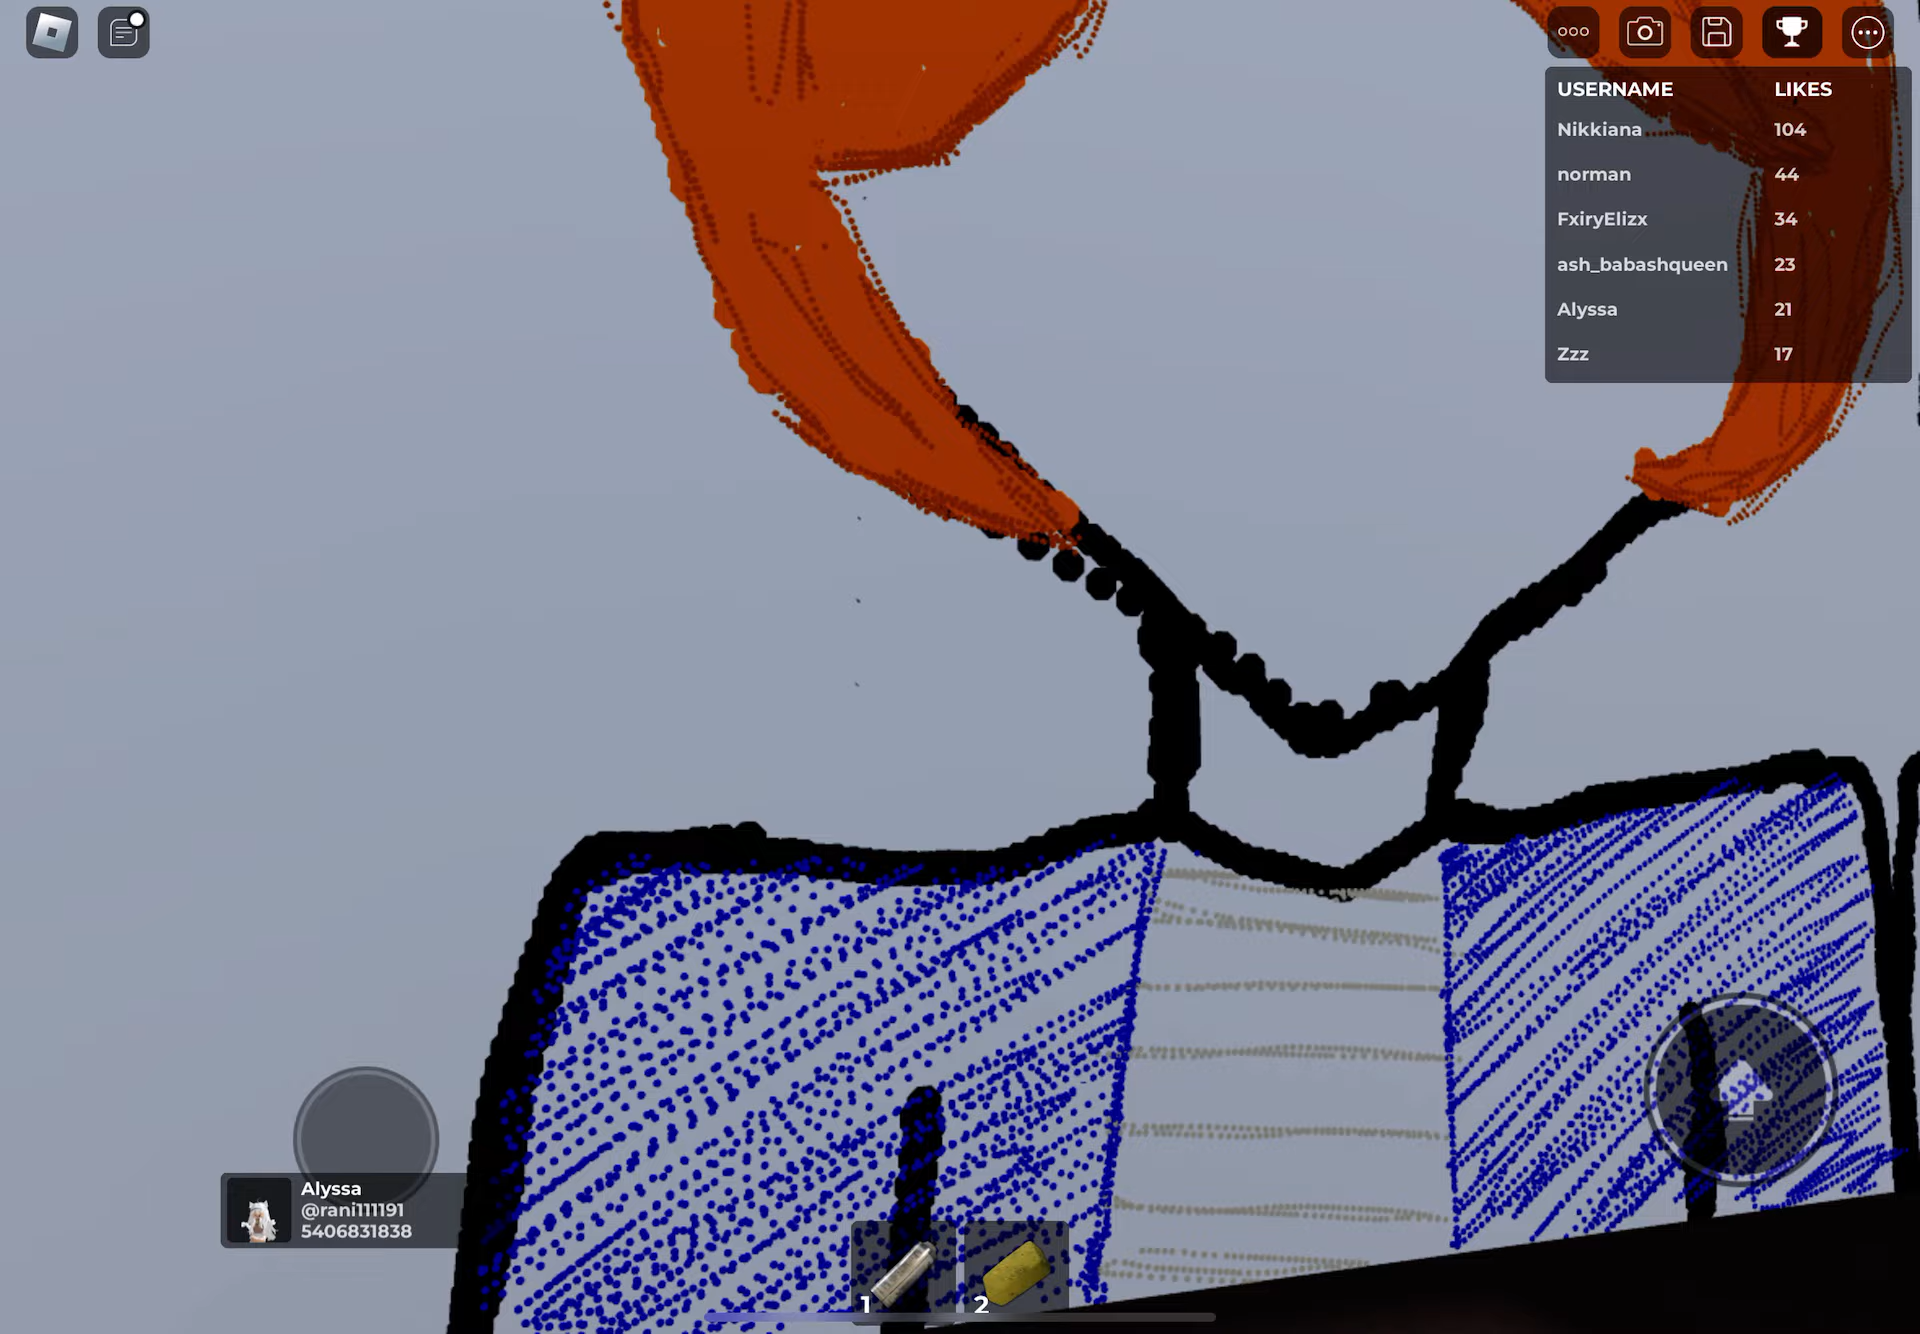 USERNAME LIKES
Nikkiana 104
norman 44
FxiryElizx 34
ash_babashqueen 23
Alyssa 21
Zzz 17
Alyssa
@rani111191
5406831838
1 2